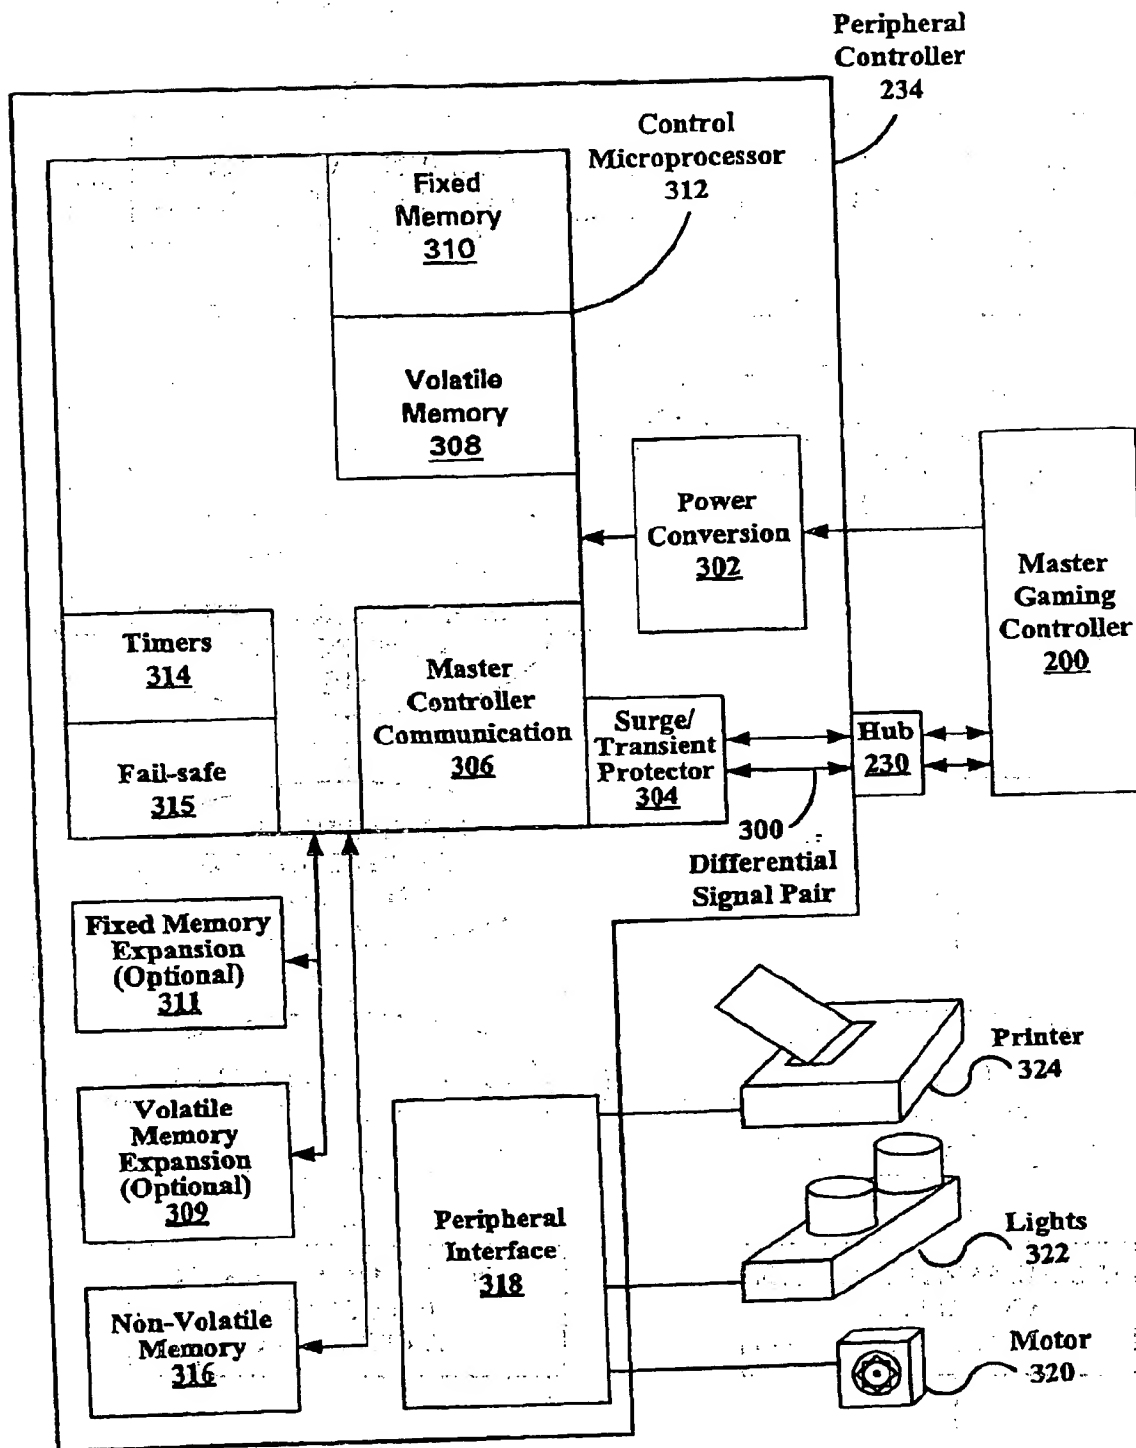 Peripheral
Controller
234
Control
Microprocessor
312
Fixed
Memory
310
Volatile
Memory
308
Power
Conversion
302
Master
Gaming
Controller
200
Timers
314
Fail-safe
315
Master
Controller
Communication
306
Surge/
Transient
Protector
304
Hub
230
300
Differential
Signal Pair
Fixed Memory
Expansion
(Optional)
311
Volatile
Memory
Expansion
(Optional)
309
Non-Volatile
Memory
316
Peripheral
Interface
318
Printer
324
Lights
322
Motor
320